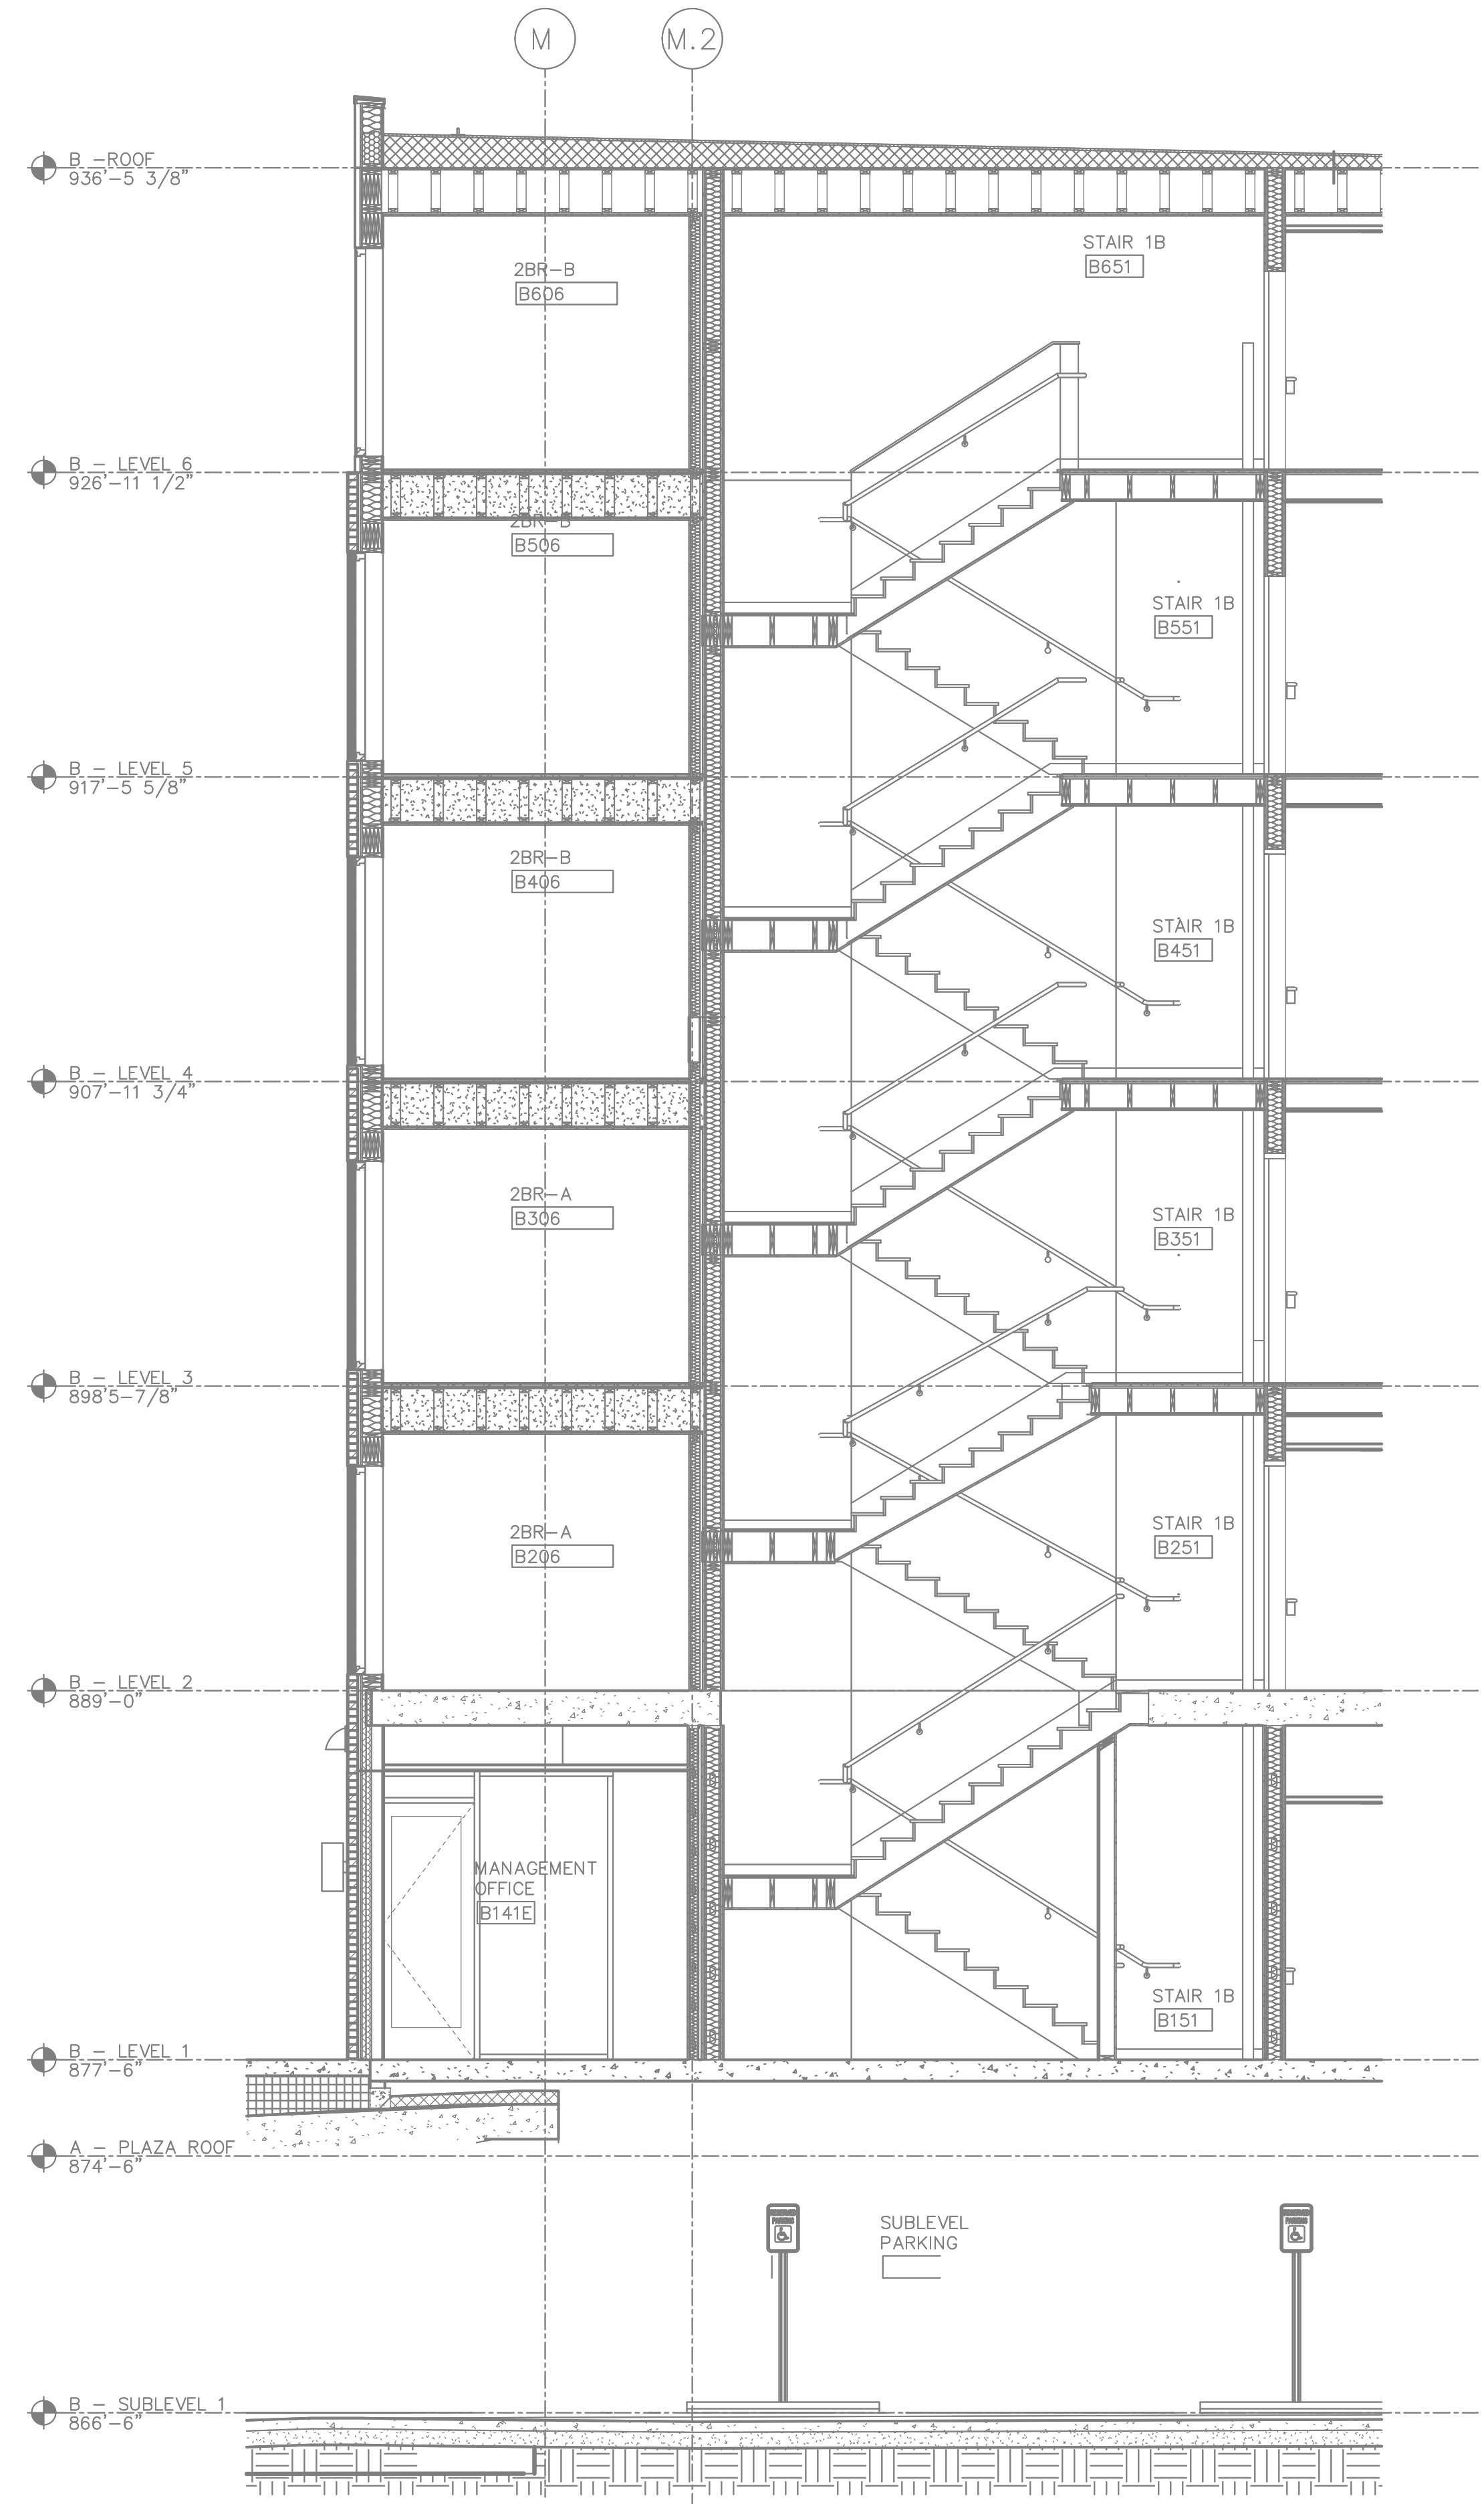 M
M.2
B -ROOF
936'-5 3/8"
STAIR 1B
B651
2BR-B
B606
B - LEVEL 6
926'-11 1/2"
2BR-B
B506
STAIR 1B
B551
B - LEVEL 5
917'-5 5/8"
2BR-B
B406
STAIR 1B
B451
B - LEVEL 4
907'-11 3/4"
2BR-A
B306
STAIR 1B
B351
B - LEVEL 3
898'5-7/8"
2BR-A
B206
STAIR 1B
B251
B - LEVEL 2
889'-0"
MANAGEMENT
OFFICE
B141E
STAIR 1B
B151
B - LEVEL 1
877'-6"
A - PLAZA ROOF
874'-6"
RESERVED
PARKING
SUBLEVEL
PARKING
RESERVED
PARKING
B - SUBLEVEL 1
866'-6"